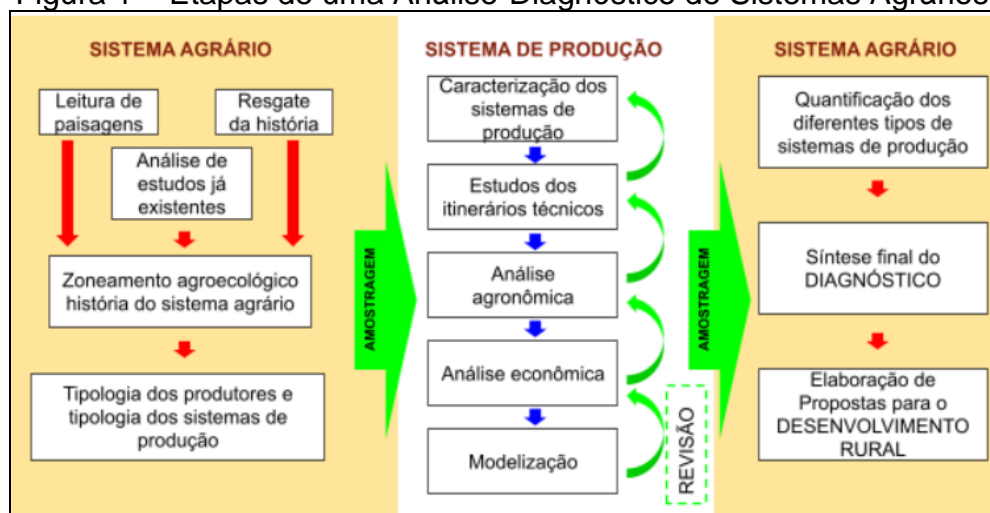 Figura 1 – Etapas de uma Análise-Diagnóstico de Sistemas Agrários
SISTEMA AGRÁRIO
Leitura de
paisagens
Resgate
da história
Análise de
estudos já
existentes
Zoneamento agroecológico
história do sistema agrário
Tipologia dos produtores e
tipologia dos sistemas de
produção
AMOSTRAGEM
SISTEMA DE PRODUÇÃO
Caracterização dos
sistemas de
produção
Estudos dos
itinerários técnicos
Análise
agronômica
Análise econômica
Modelização
REVISÃO
AMOSTRAGEM
SISTEMA AGRÁRIO
Quantificação dos
diferentes tipos de
sistemas de produção
Síntese final do
DIAGNÓSTICO
Elaboração de
Propostas para o
DESENVOLVIMENTO
RURAL